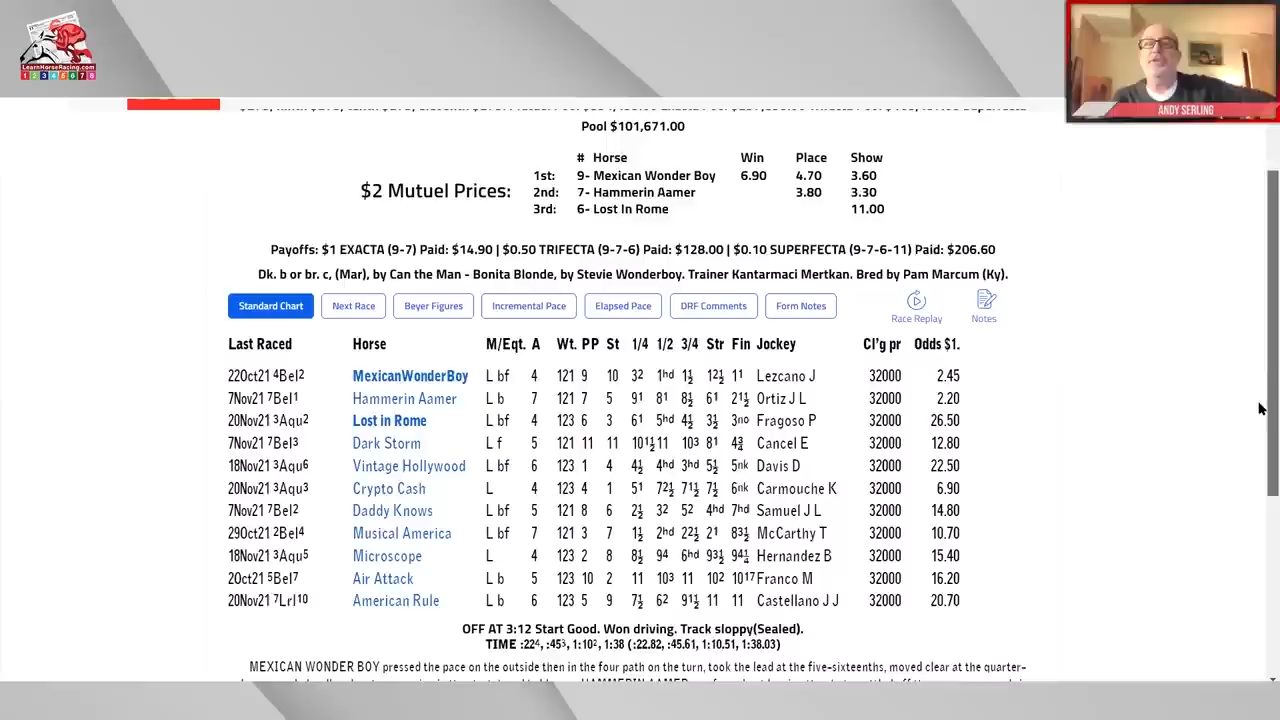 LearnHorseRacing.com
1 2 3 4 5 6 7 8
ANDY SERLING
Pool $101,671.00
# Horse Win Place Show
1st: 9- Mexican Wonder Boy 6.90 4.70 3.60
$2 Mutuel Prices: 2nd: 7- Hammerin Aamer 3.80 3.30
3rd: 6- Lost In Rome 11.00
Payoffs: $1 EXACTA (9-7) Paid: $14.90 | $0.50 TRIFECTA (9-7-6) Paid: $128.00 | $0.10 SUPERFECTA (9-7-6-11) Paid: $206.60
Dk. b or br. c, (Mar), by Can the Man - Bonita Blonde, by Stevie Wonderboy. Trainer Kantarmaci Mertkan. Bred by Pam Marcum (Ky).
Standard Chart Next Race Beyer Figures Incremental Pace Elapsed Pace DRF Comments Form Notes Race Replay Notes
Last Raced Horse M/Eqt. A Wt. PP St 1/4 1/2 3/4 Str Fin Jockey Cl'g pr Odds $1.
22Oct21 4Bel2 MexicanWonderBoy L bf 4 121 9 10 32 1hd 1½ 12½ 11 Lezcano J 32000 2.45
7Nov21 7Bel1 Hammerin Aamer L b 7 121 7 5 91 81 8½ 61 21½ Ortiz J L 32000 2.20
20Nov21 3Aqu2 Lost in Rome L bf 4 123 6 3 61 5hd 4½ 3½ 3no Fragoso P 32000 26.50
7Nov21 7Bel3 Dark Storm L f 5 121 11 11 101½ 11 103 81 4¾ Cancel E 32000 12.80
18Nov21 3Aqu6 Vintage Hollywood L bf 6 123 1 4 4½ 4hd 3hd 5½ 5nk Davis D 32000 22.50
20Nov21 3Aqu3 Crypto Cash L 4 123 4 1 51 72½ 71½ 7½ 6nk Carmouche K 32000 6.90
7Nov21 7Bel2 Daddy Knows L bf 5 121 8 6 2½ 32 52 4hd 7hd Samuel J L 32000 14.80
29Oct21 2Bel4 Musical America L bf 7 121 3 7 1½ 2hd 22½ 21 83½ McCarthy T 32000 10.70
18Nov21 3Aqu5 Microscope L 4 123 2 8 8½ 94 6hd 93½ 94¼ Hernandez B 32000 15.40
2Oct21 5Bel7 Air Attack L b 5 123 10 2 11 103 11 102 1017 Franco M 32000 16.20
20Nov21 7Lrl10 American Rule L b 6 123 5 9 7½ 62 91½ 11 11 Castellano J J 32000 20.70
OFF AT 3:12 Start Good. Won driving. Track sloppy(Sealed).
TIME :224, :453, 1:102, 1:38 (:22.82, :45.61, 1:10.51, 1:38.03)
MEXICAN WONDER BOY pressed the pace on the outside then in the four path on the turn, took the lead at the five-sixteenths, moved clear at the quarter-